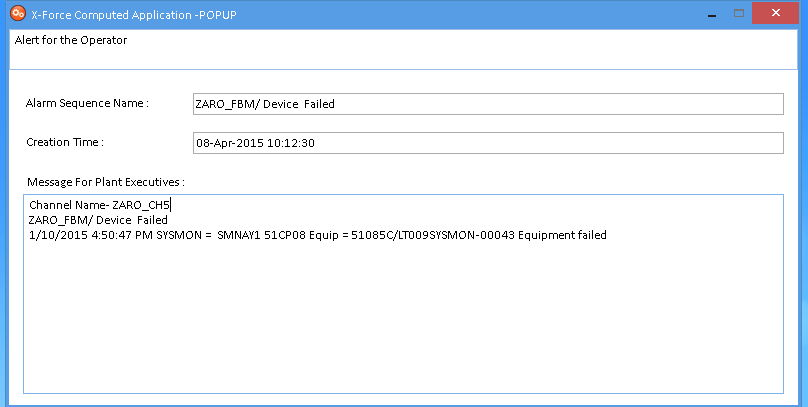 X-Force Computed Application -POPUP
Alert for the Operator
Alarm Sequence Name : ZARO_FBM/ Device Failed
Creation Time : 08-Apr-2015 10:12:30
Message For Plant Executives :
Channel Name- ZARO_CH5
ZARO_FBM/ Device Failed
1/10/2015 4:50:47 PM SYSMON = SMNAY1 51CP08 Equip = 51085C/LT009SYSMON-00043 Equipment failed